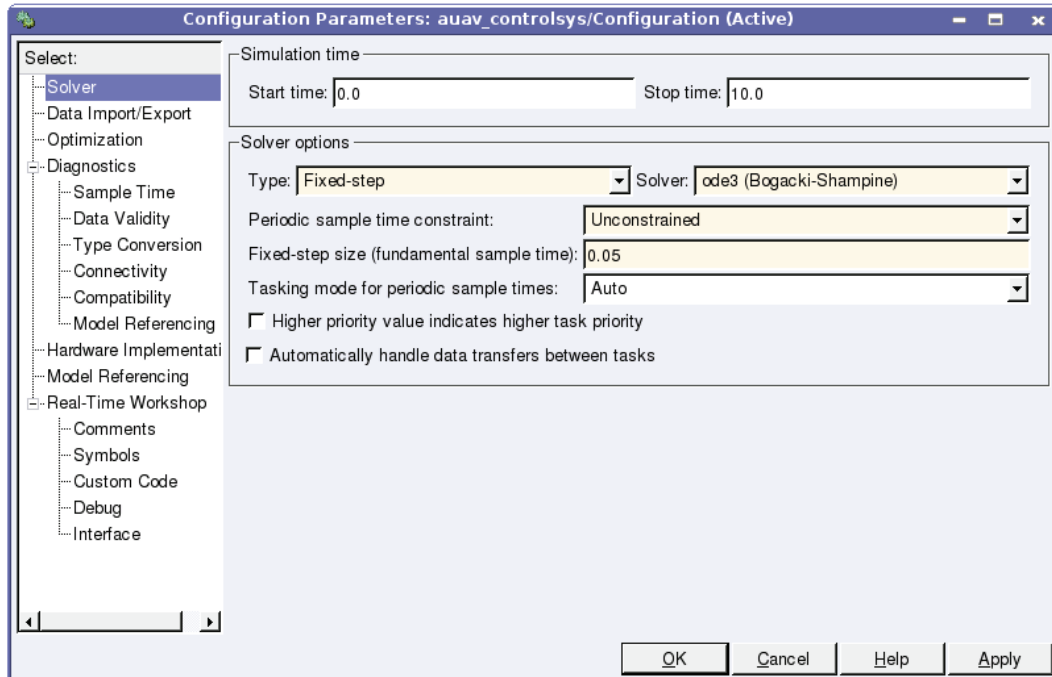 Configuration Parameters: auav_controlsys/Configuration (Active)
Select:
Solver
Data Import/Export
Optimization
Diagnostics
Sample Time
Data Validity
Type Conversion
Connectivity
Compatibility
Model Referencing
Hardware Implementati
Model Referencing
Real-Time Workshop
Comments
Symbols
Custom Code
Debug
Interface
Simulation time
Start time: 0.0 Stop time: 10.0
Solver options
Type: Fixed-step Solver: ode3 (Bogacki-Shampine)
Periodic sample time constraint: Unconstrained
Fixed-step size (fundamental sample time): 0.05
Tasking mode for periodic sample times: Auto
Higher priority value indicates higher task priority
Automatically handle data transfers between tasks
OK Cancel Help Apply